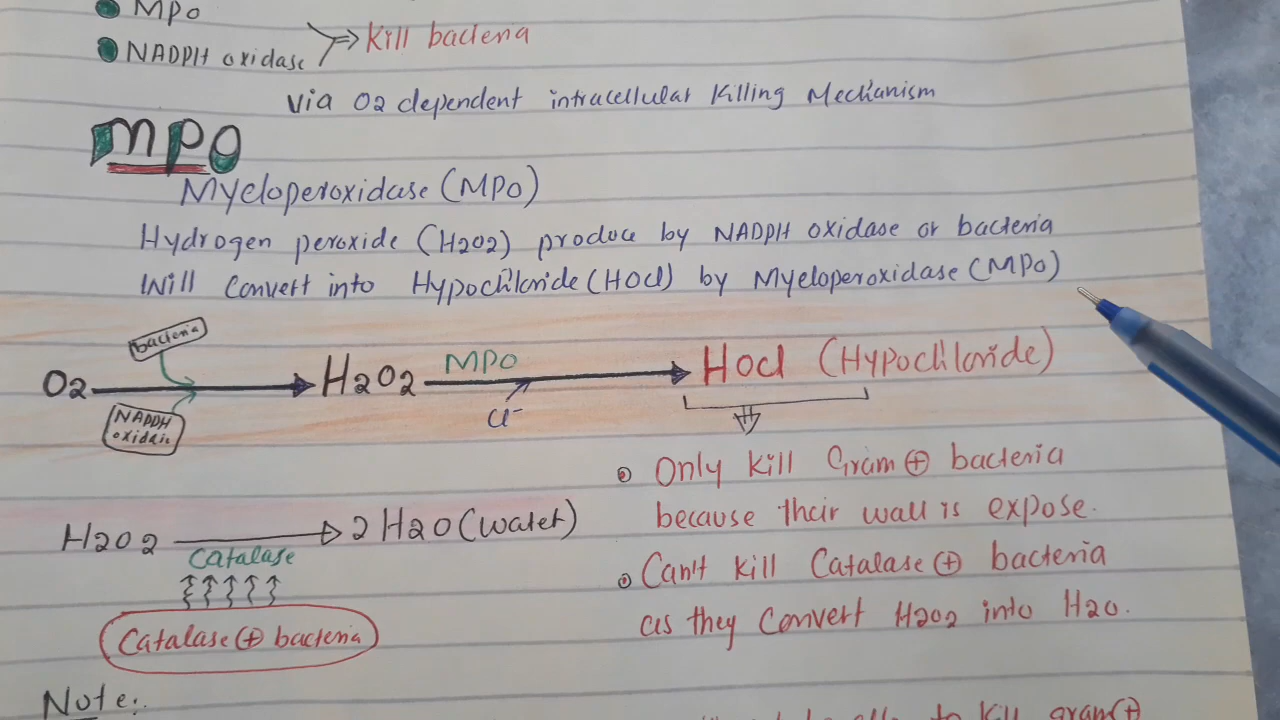 MPO
NADPH oxidase
⇒ Kill bacteria
Via O2 dependent intracellular Killing Mechanism
MPO
Myeloperoxidase (MPO)
Hydrogen peroxide (H2O2) produce by NADPH oxidase or bacteria
Will Convert into Hypochloride (HOCl) by Myeloperoxidase (MPO)
bacteria
O2 → H2O2 MPO → HOCl (Hypochloride)
Cl-
NADPH
oxidase
Only kill Gram ⊕ bacteria
because their wall is expose.
H2O2 → 2 H2O (Water)
Catalase
Can't kill Catalase ⊕ bacteria
as they Convert H2O2 into H2O.
Catalase ⊕ bacteria
Note:.
to kill gram(+